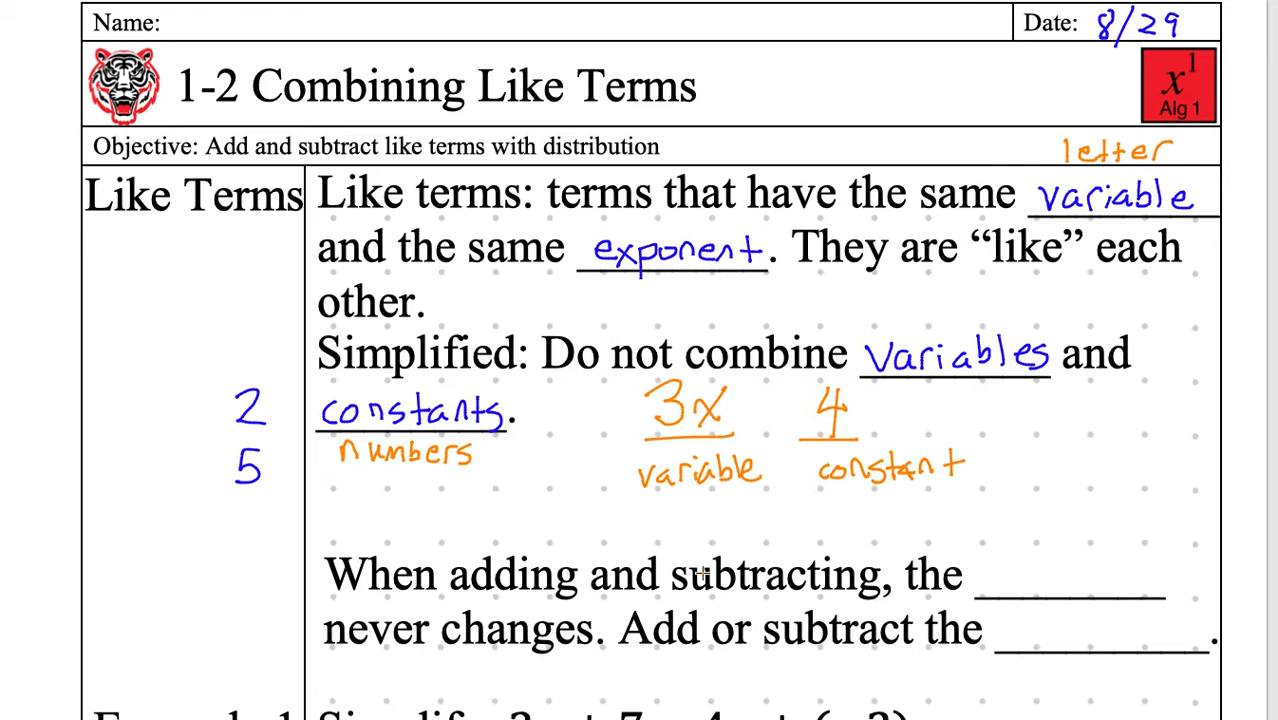 Name: Date: 8/29
1-2 Combining Like Terms
x¹
Alg 1
Objective: Add and subtract like terms with distribution
letter
Like Terms
Like terms: terms that have the same variable
and the same exponent. They are “like” each
other.
Simplified: Do not combine variables and
2 constants. 3x 4
5 numbers variable constant
When adding and subtracting, the __________
never changes. Add or subtract the ___________.